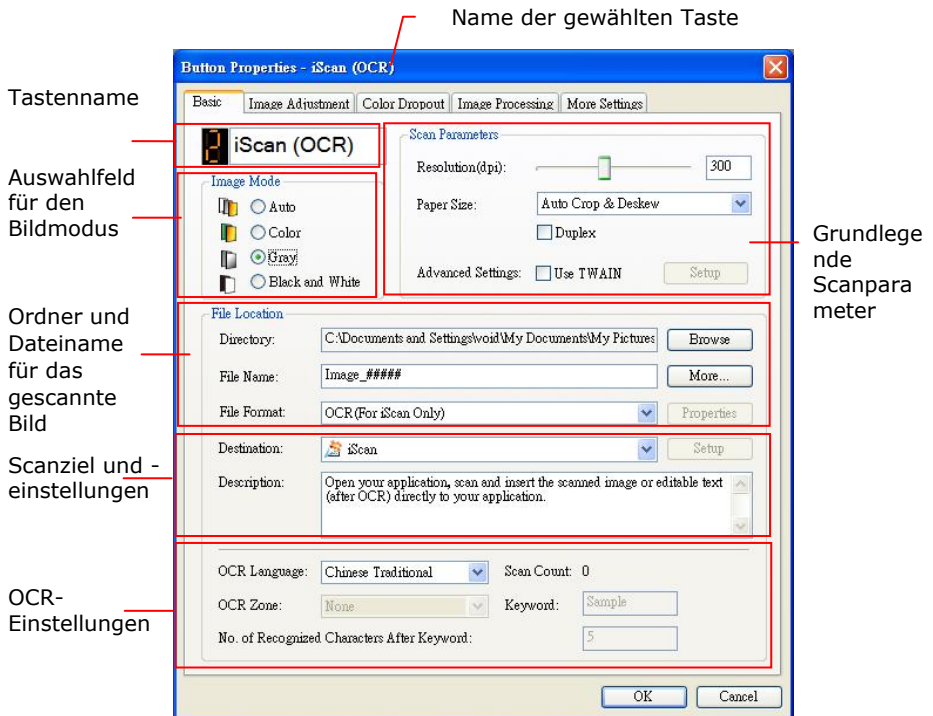 Name der gewählten Taste
Button Properties - iScan (OCR)
Tastenname
Basic Image Adjustment Color Dropout Image Processing More Settings
2 iScan (OCR)
Scan Parameters
Resolution(dpi): 300
Paper Size: Auto Crop & Deskew
Duplex
Advanced Settings: Use TWAIN Setup
Auswahlfeld
für den
Bildmodus
Image Mode
Auto
Color
Gray
Black and White
Grundlege
nde
Scanpara
meter
Ordner und
Dateiname
für das
gescannte
Bild
File Location
Directory: C:\Documents and Settings\void\My Documents\My Pictures Browse
File Name: Image_##### More...
File Format: OCR(For iScan Only) Properties
Scanziel und -
einstellungen
Destination: iScan Setup
Description: Open your application, scan and insert the scanned image or editable text
(after OCR) directly to your application.
OCR-
Einstellungen
OCR Language: Chinese Traditional Scan Count: 0
OCR Zone: None Keyword: Sample
No. of Recognized Characters After Keyword: 5
OK Cancel